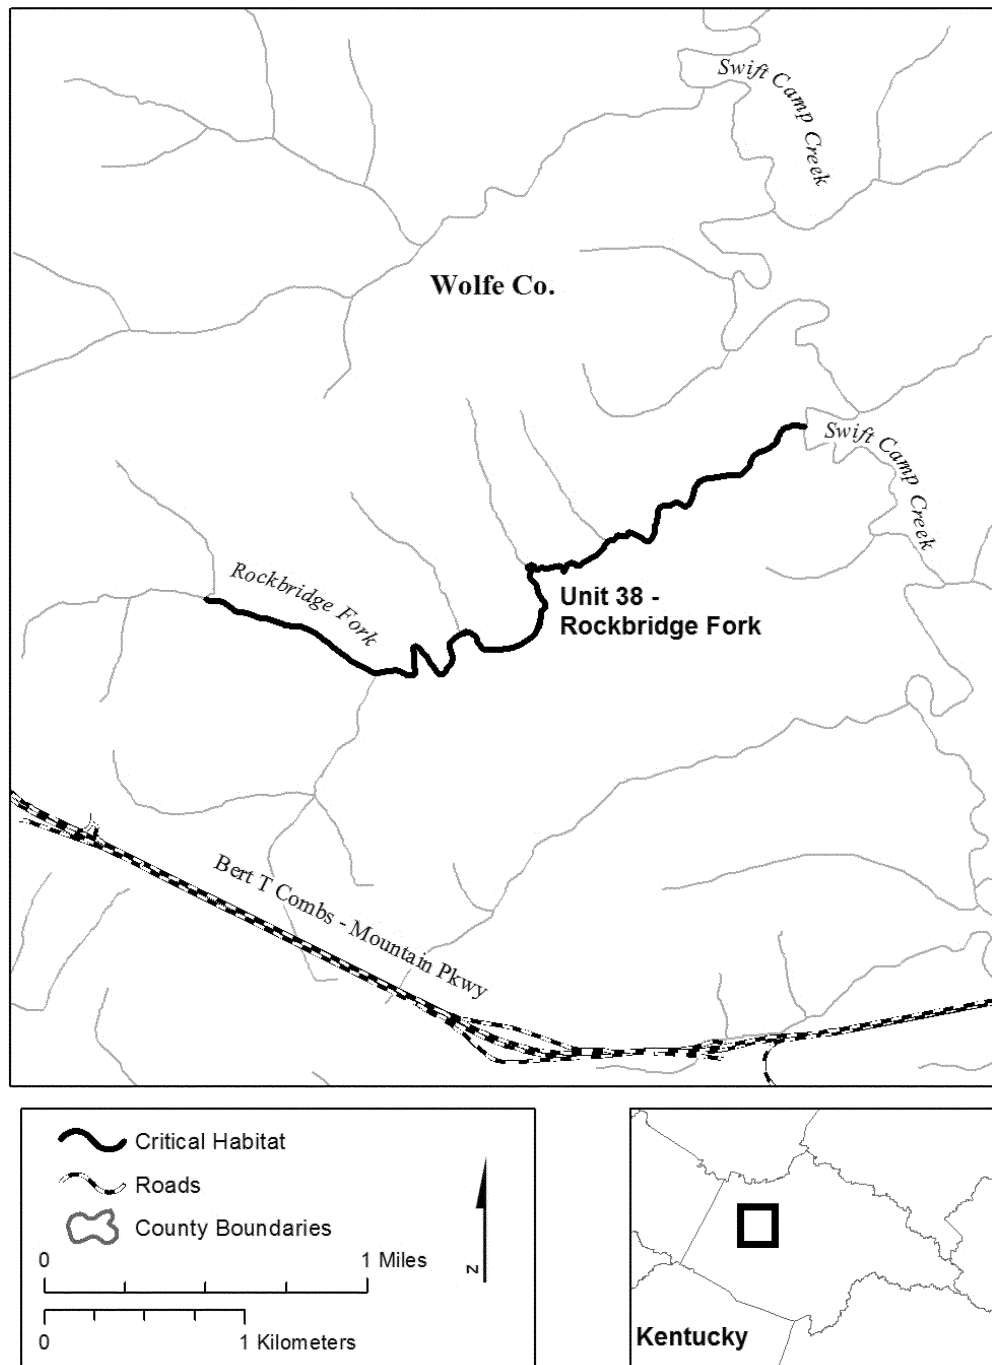 Swift Camp Creek
Wolfe Co.
Swift Camp Creek
Rockbridge Fork
Unit 38 -
Rockbridge Fork
Bert T Combs - Mountain Pkwy
Critical Habitat
Roads
County Boundaries
0 1 Miles
0 1 Kilometers
N
Kentucky